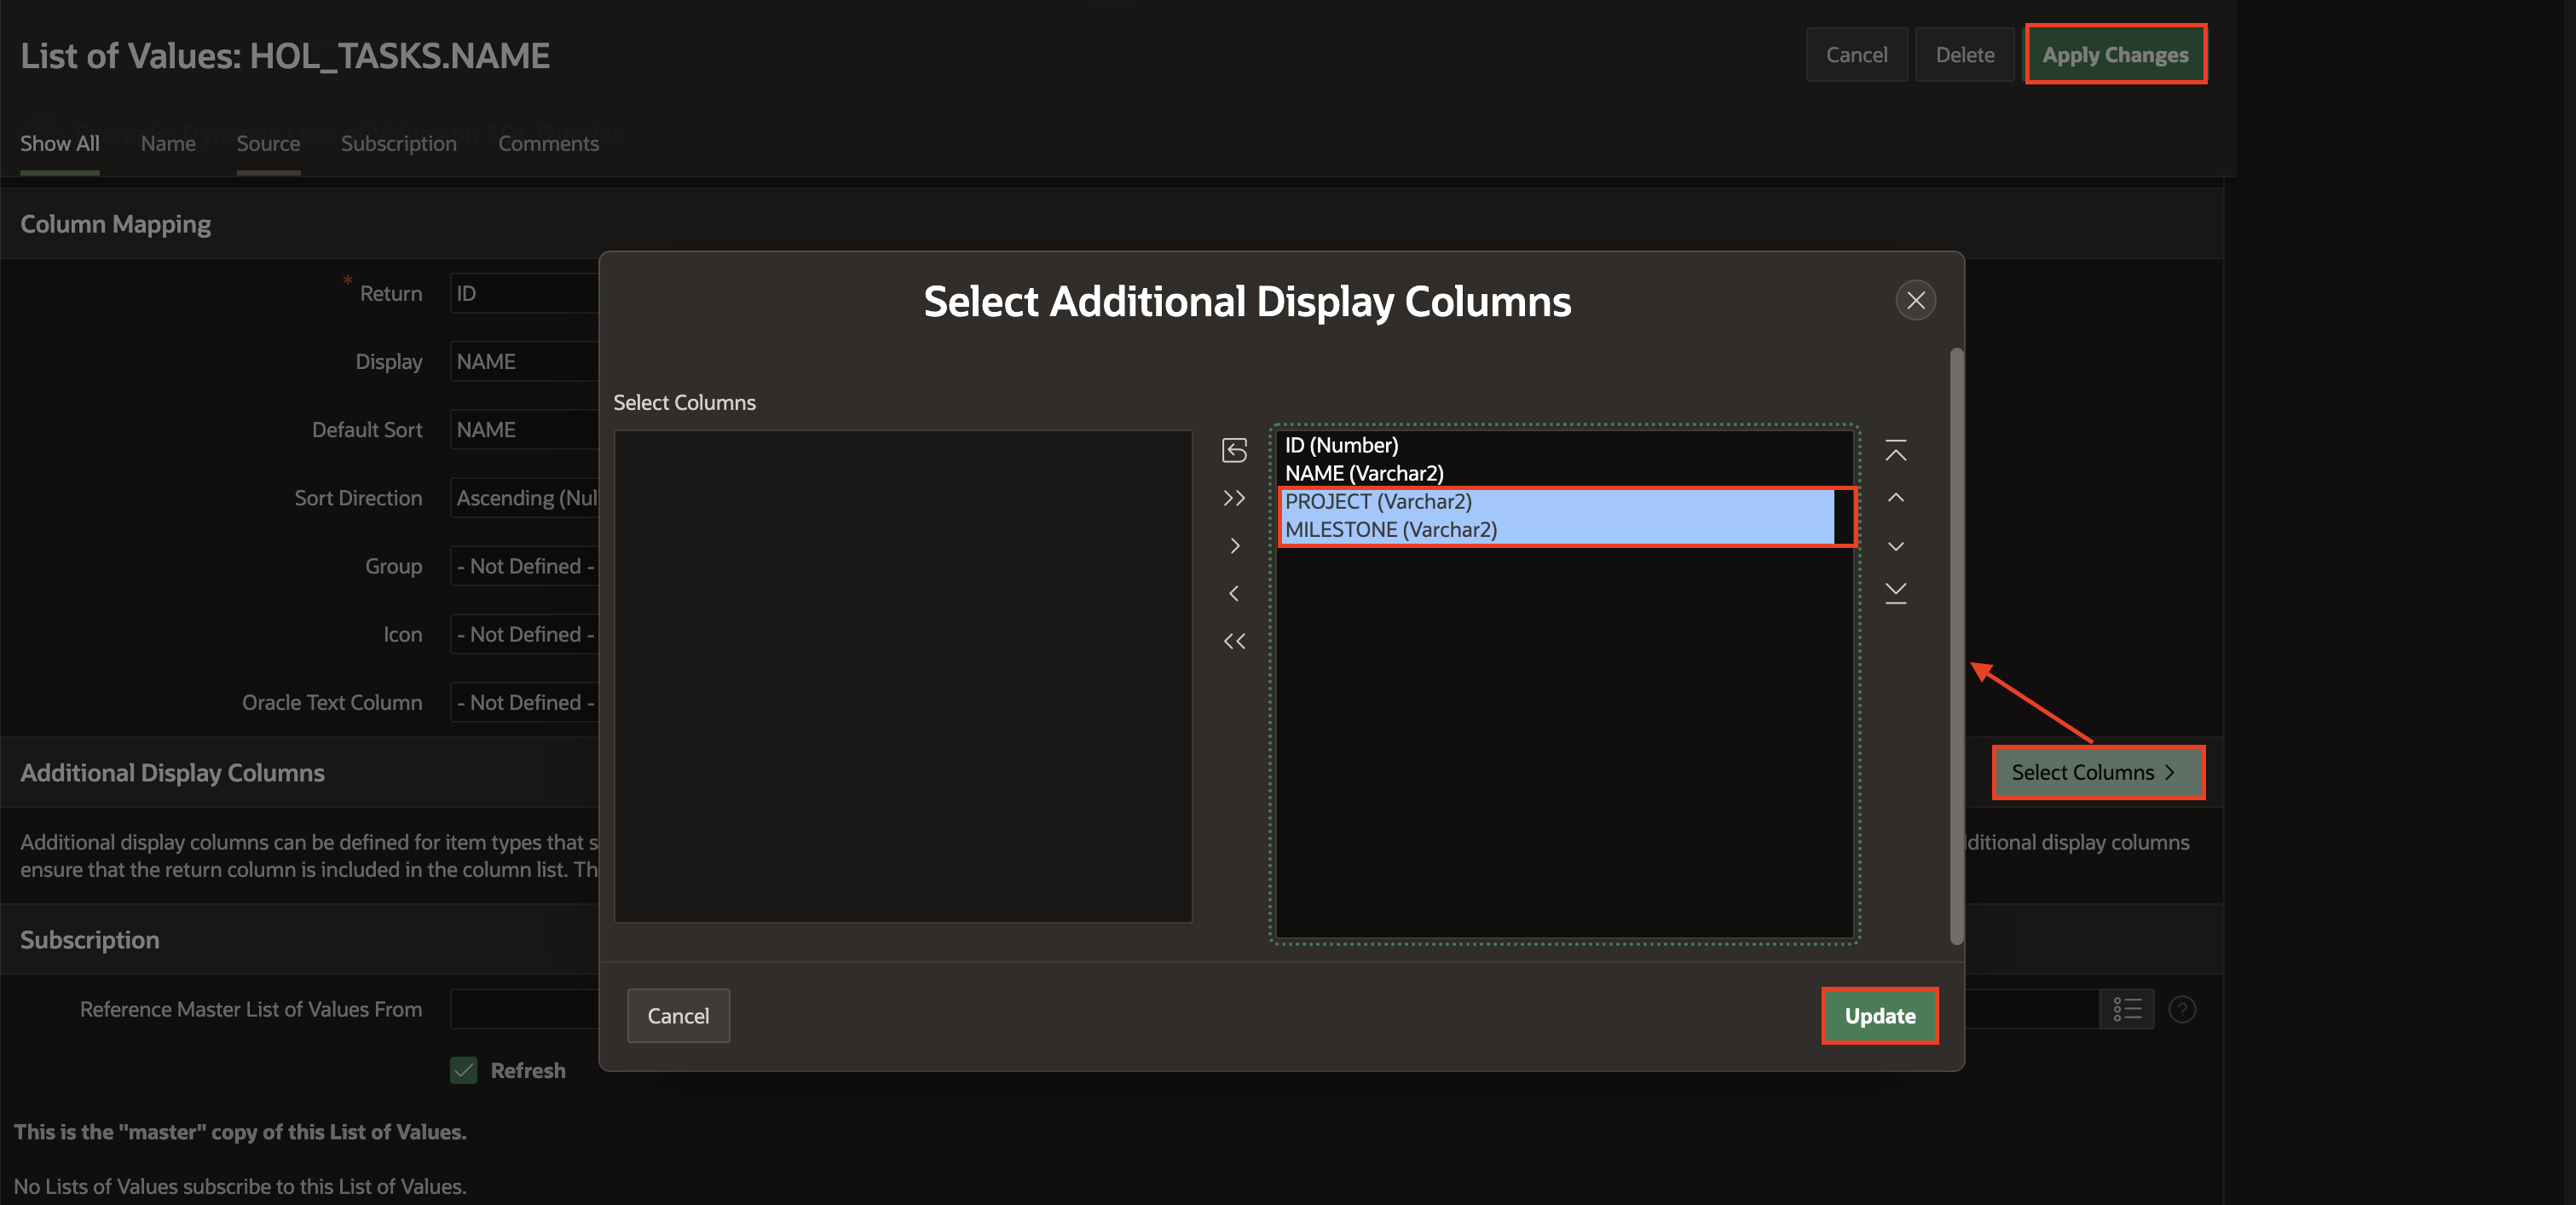 List of Values: HOL_TASKS.NAME
Cancel
Delete
Apply Changes
Show All
Name
Source
Subscription
Comments
Column Mapping
* Return
ID
Display
NAME
Default Sort
NAME
Sort Direction
Ascending (Nul
Group
- Not Defined -
Icon
- Not Defined -
Oracle Text Column
- Not Defined -
Additional Display Columns
Select Columns
Additional display columns can be defined for item types that s
ditional display columns
ensure that the return column is included in the column list. Th
Subscription
Reference Master List of Values From
?
Refresh
This is the "master" copy of this List of Values.
No Lists of Values subscribe to this List of Values.
Select Additional Display Columns
Select Columns
ID (Number)
NAME (Varchar2)
PROJECT (Varchar2)
MILESTONE (Varchar2)
Cancel
Update